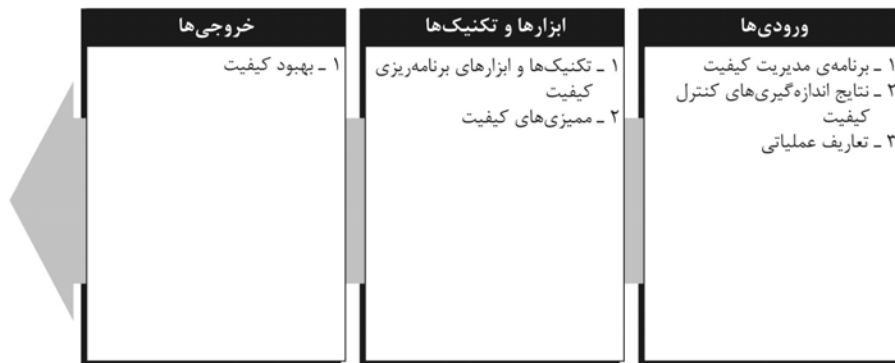 ورودی‌ها
۱ ـ برنامه‌ی مدیریت کیفیت
۲ ـ نتایج اندازه‌گیری‌های کنترل
کیفیت
۳ ـ تعاریف عملیاتی
ابزارها و تکنیک‌ها
۱ ـ تکنیک‌ها و ابزارهای برنامه‌ریزی
کیفیت
۲ ـ ممیزی‌های کیفیت
خروجی‌ها
۱ ـ بهبود کیفیت